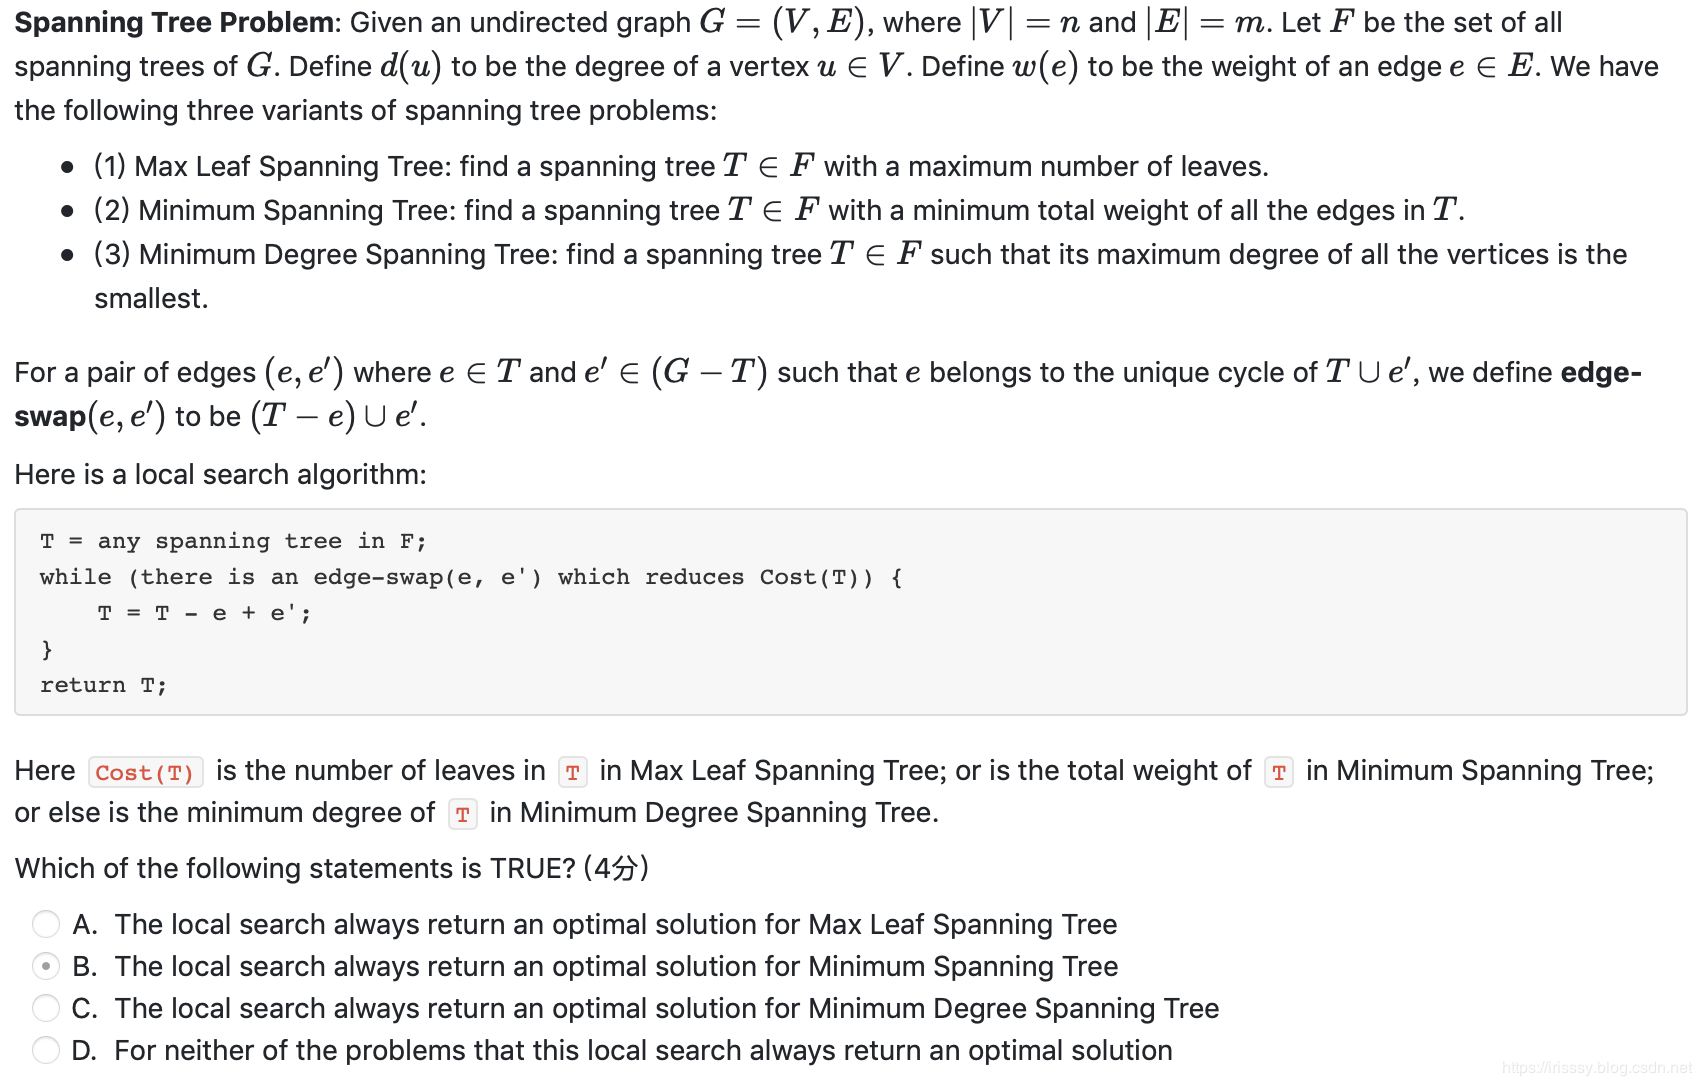 Spanning Tree Problem: Given an undirected graph G = (V, E), where |V| = n and |E| = m. Let F be the set of all
spanning trees of G. Define d(u) to be the degree of a vertex u ∈ V. Define w(e) to be the weight of an edge e ∈ E. We have
the following three variants of spanning tree problems:
• (1) Max Leaf Spanning Tree: find a spanning tree T ∈ F with a maximum number of leaves.
• (2) Minimum Spanning Tree: find a spanning tree T ∈ F with a minimum total weight of all the edges in T.
• (3) Minimum Degree Spanning Tree: find a spanning tree T ∈ F such that its maximum degree of all the vertices is the
smallest.
For a pair of edges (e, e′) where e ∈ T and e′ ∈ (G − T) such that e belongs to the unique cycle of T ∪ e′, we define edge-
swap(e, e′) to be (T − e) ∪ e′.
Here is a local search algorithm:
T = any spanning tree in F;
while (there is an edge-swap(e, e') which reduces Cost(T)) {
    T = T - e + e';
}
return T;
Here Cost(T) is the number of leaves in T in Max Leaf Spanning Tree; or is the total weight of T in Minimum Spanning Tree;
or else is the minimum degree of T in Minimum Degree Spanning Tree.
Which of the following statements is TRUE? (4分)
A. The local search always return an optimal solution for Max Leaf Spanning Tree
B. The local search always return an optimal solution for Minimum Spanning Tree
C. The local search always return an optimal solution for Minimum Degree Spanning Tree
D. For neither of the problems that this local search always return an optimal solution
https://irisssy.blog.csdn.net